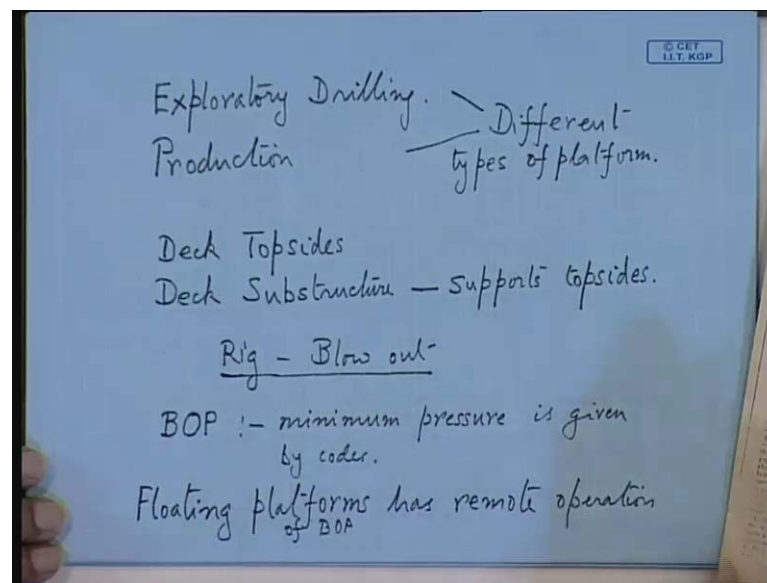 © CET
I.I.T. KGP
Exploratory Drilling.
Different
Production
types of platform.
Deck Topsides
Deck Substructure — supports topsides.
Rig - Blow out
BOP :- minimum pressure is given
by codes.
Floating platforms has remote operation
of BOP